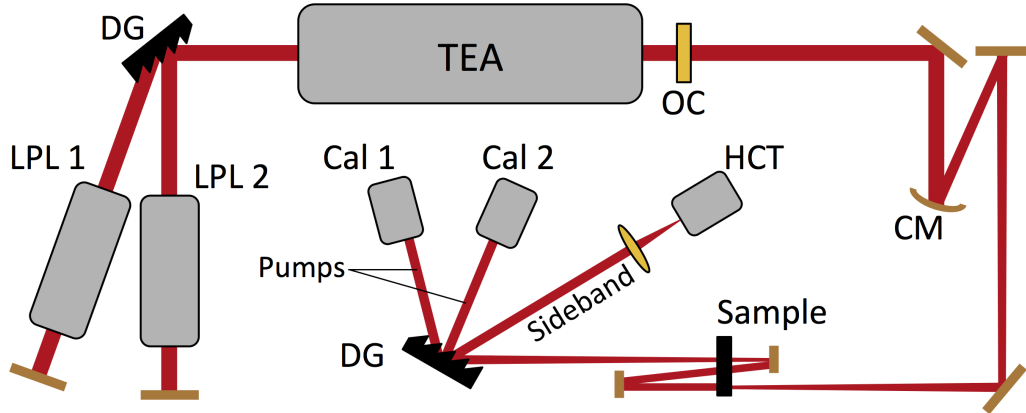 DG
TEA
OC
LPL 1
LPL 2
Cal 1
Cal 2
HCT
CM
Pumps
Sideband
Sample
DG